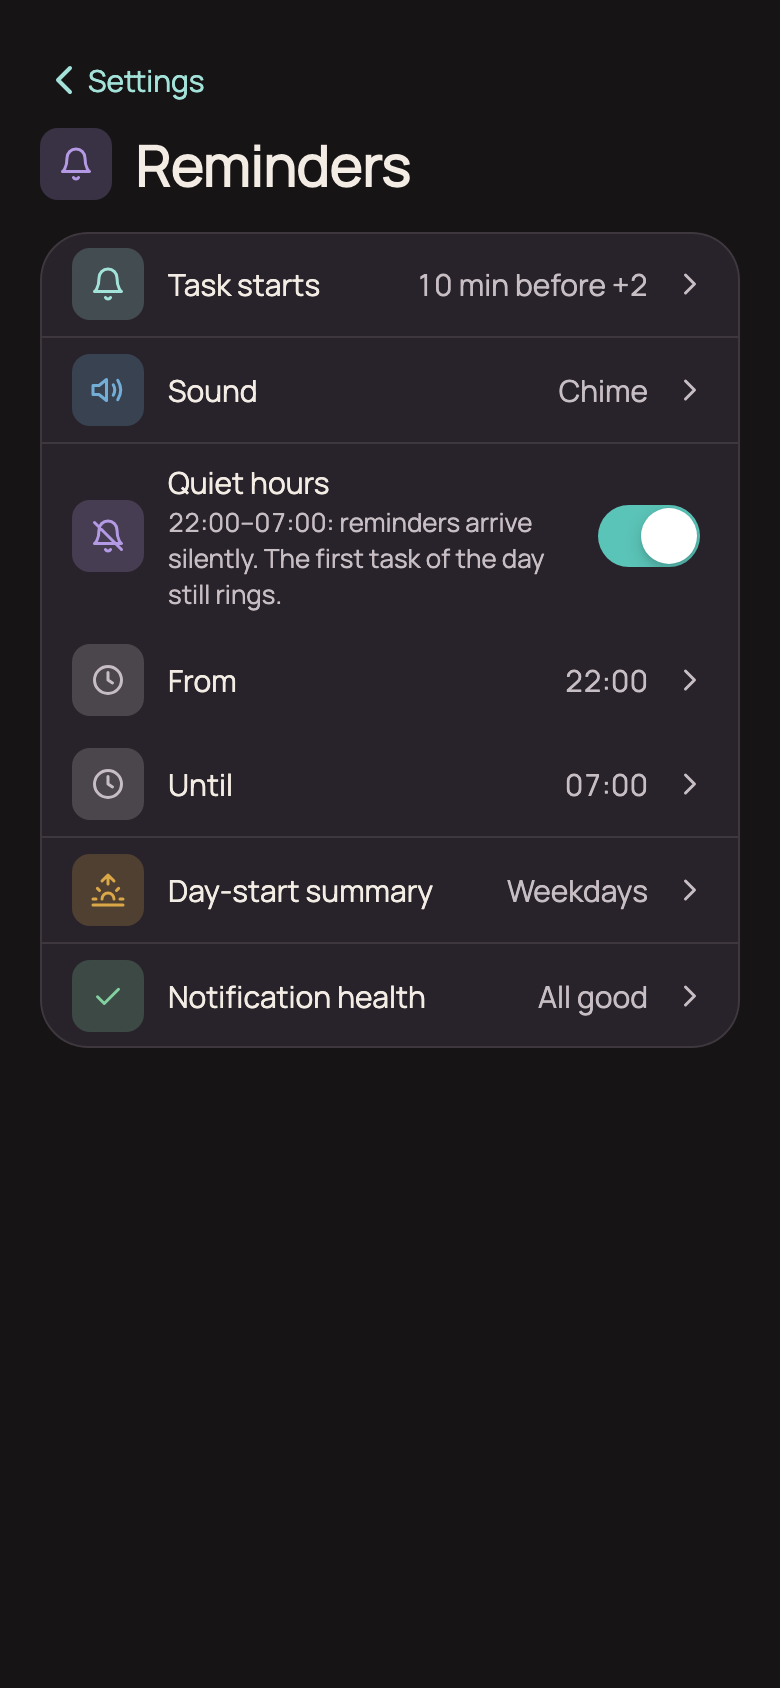 Settings
Reminders
Task starts 10 min before +2
Sound Chime
Quiet hours
22:00–07:00: reminders arrive
silently. The first task of the day
still rings.
From 22:00
Until 07:00
Day-start summary Weekdays
Notification health All good